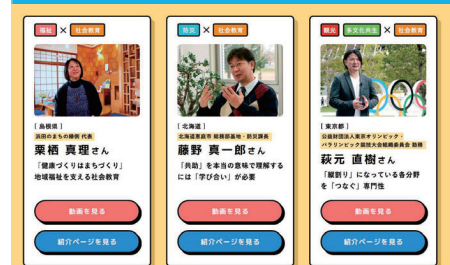 福祉 × 社会教育
[ 島根県 ]
浜田のまちの縁側 代表
栗栖 真理さん
「健康づくりはまちづくり」
地域福祉を支える社会教育
動画を見る
紹介ページを見る
防災 × 社会教育
[ 北海道 ]
北海道恵庭市 総務部基地・防災課長
藤野 真一郎さん
「共助」を本当の意味で理解する
には「学び合い」が必要
動画を見る
紹介ページを見る
観光 多文化共生 × 社会教育
[ 東京都 ]
公益財団法人東京オリンピック・
パラリンピック競技大会組織委員会 勤務
萩元 直樹さん
「縦割り」になっている各分野
を「つなぐ」専門性
動画を見る
紹介ページを見る